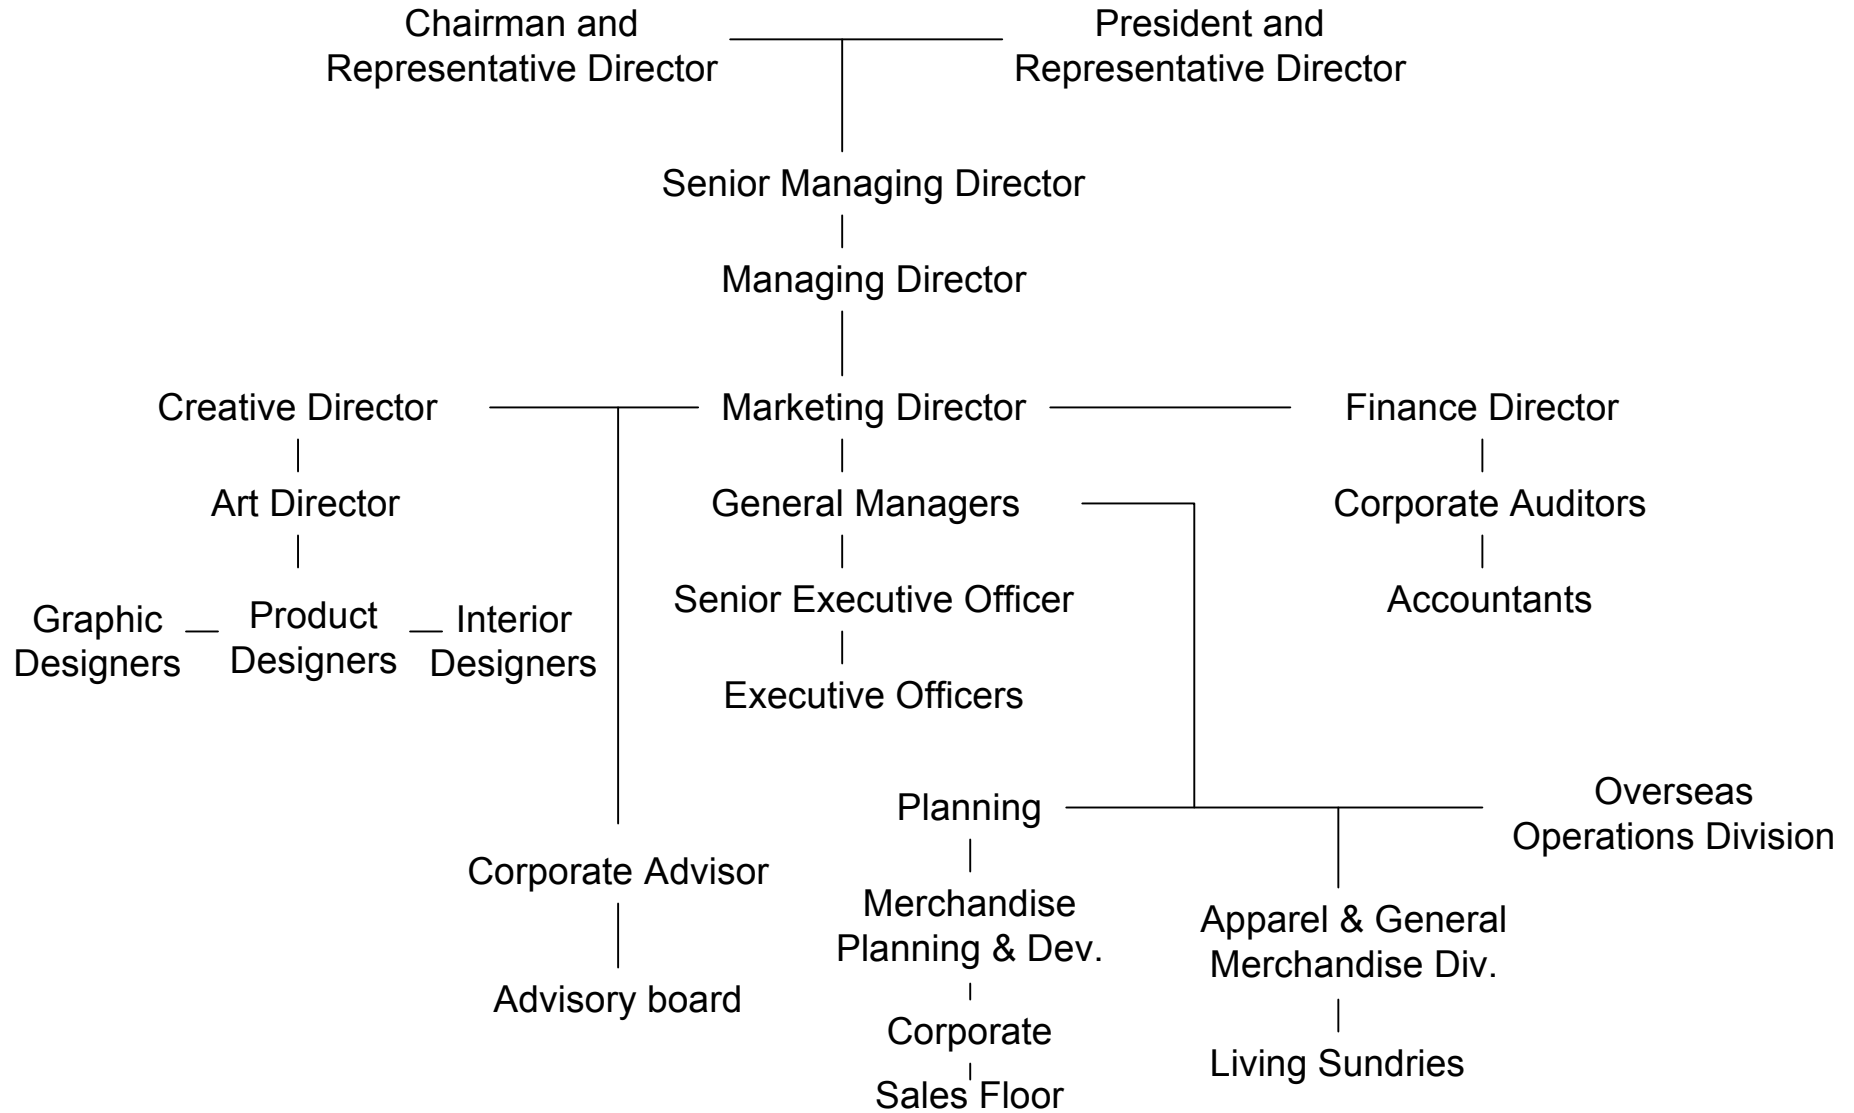 Chairman and
Representative Director
President and
Representative Director
Senior Managing Director
Managing Director
Creative Director
Marketing Director
Finance Director
Art Director
General Managers
Corporate Auditors
Graphic
Designers
Product
Designers
Interior
Designers
Senior Executive Officer
Accountants
Executive Officers
Planning
Overseas
Operations Division
Corporate Advisor
Merchandise
Planning & Dev.
Apparel & General
Merchandise Div.
Advisory board
Corporate
Living Sundries
Sales Floor